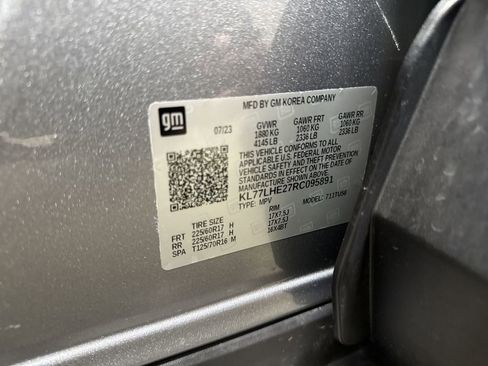 gm
MFD BY GM KOREA COMPANY
07/23 GVWR GAWR FRT GAWR RR
1880 KG 1060 KG 1060 KG
4145 LB 2336 LB 2336 LB
THIS VEHICLE CONFORMS TO ALL
APPLICABLE U.S. FEDERAL MOTOR
VEHICLE SAFETY AND THEFT PREVENTION
STANDARDS IN EFFECT ON THE DATE OF
MANUFACTURE SHOWN ABOVE.
KL77LHE27RC095891
TYPE: MPV MODEL: 711TU58
TIRE SIZE RIM
FRT 225/60R17 H 17X7.5J
RR 225/60R17 H 17X7.5J
SPA T125/70R16 M 16X4BT